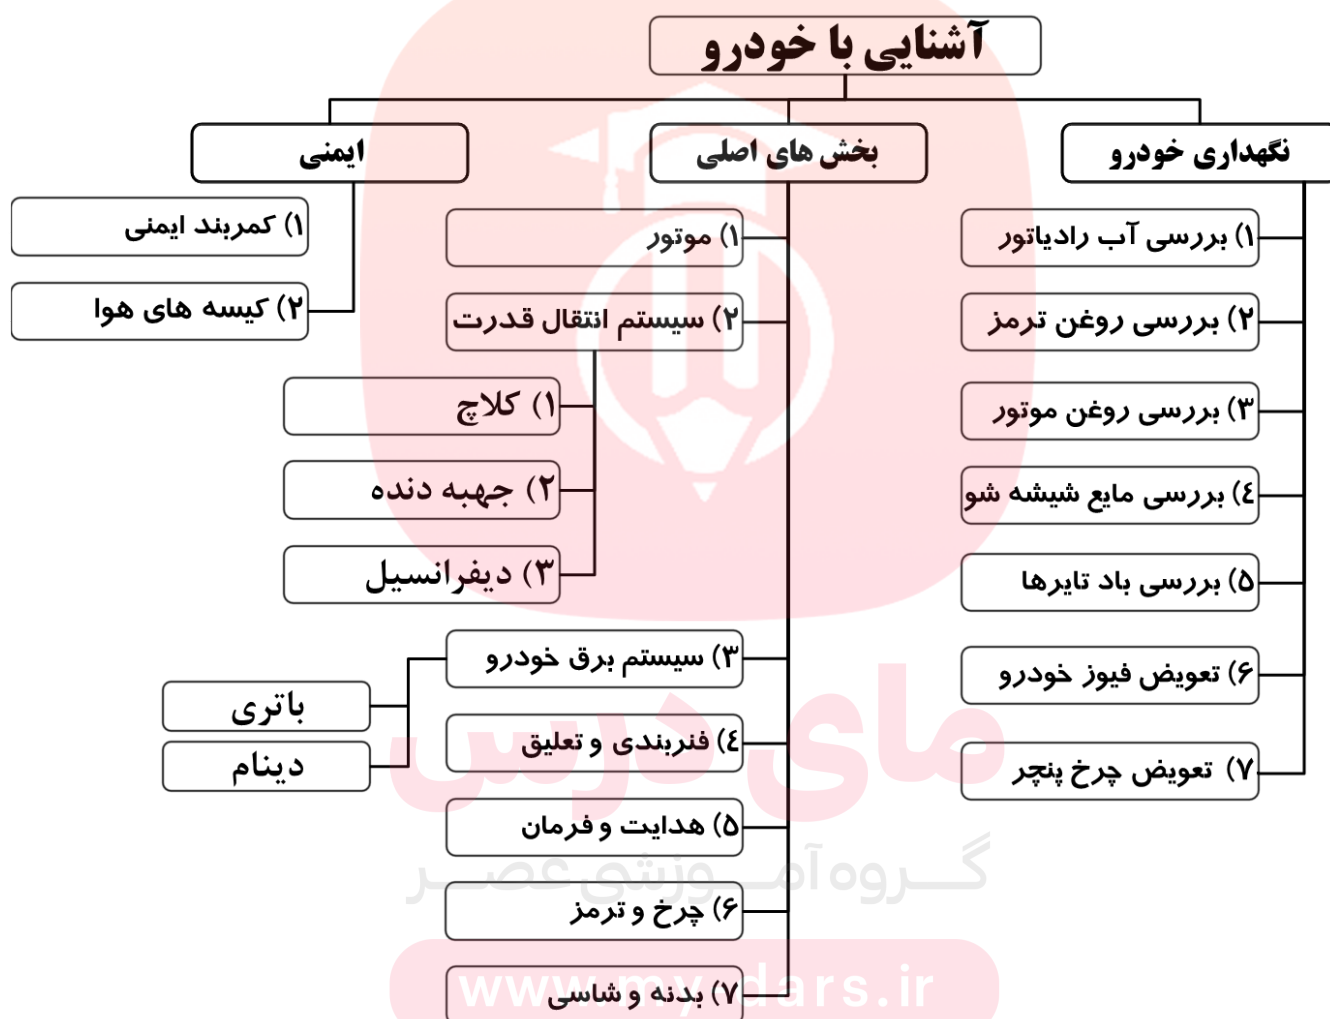 آشنایی با خودرو
نگهداری خودرو
۱) بررسی آب رادیاتور
۲) بررسی روغن ترمز
۳) بررسی روغن موتور
٤) بررسی مایع شیشه شو
۵) بررسی باد تایرها
۶) تعویض فیوز خودرو
۷) تعویض چرخ پنچر
بخش های اصلی
۱) موتور
۲) سیستم انتقال قدرت
۱) کلاچ
۲) جهبه دنده
۳) دیفرانسیل
۳) سیستم برق خودرو
باتری
دینام
٤) فنربندی و تعلیق
۵) هدایت و فرمان
۶) چرخ و ترمز
۷) بدنه و شاسی
ایمنی
۱) کمربند ایمنی
۲) کیسه های هوا
مای درس
گروه آموزشی عصر
www.my-dars.ir